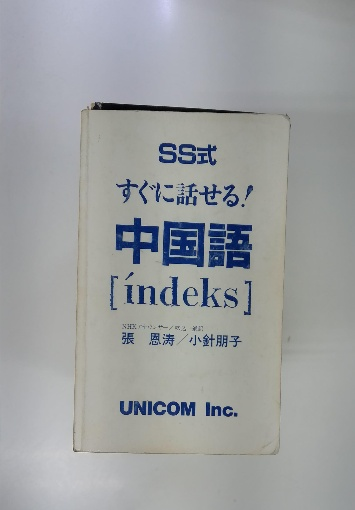 SS式
すぐに話せる!
中国語
[índeks]
張 恩涛/小針朋子
UNICOM Inc.